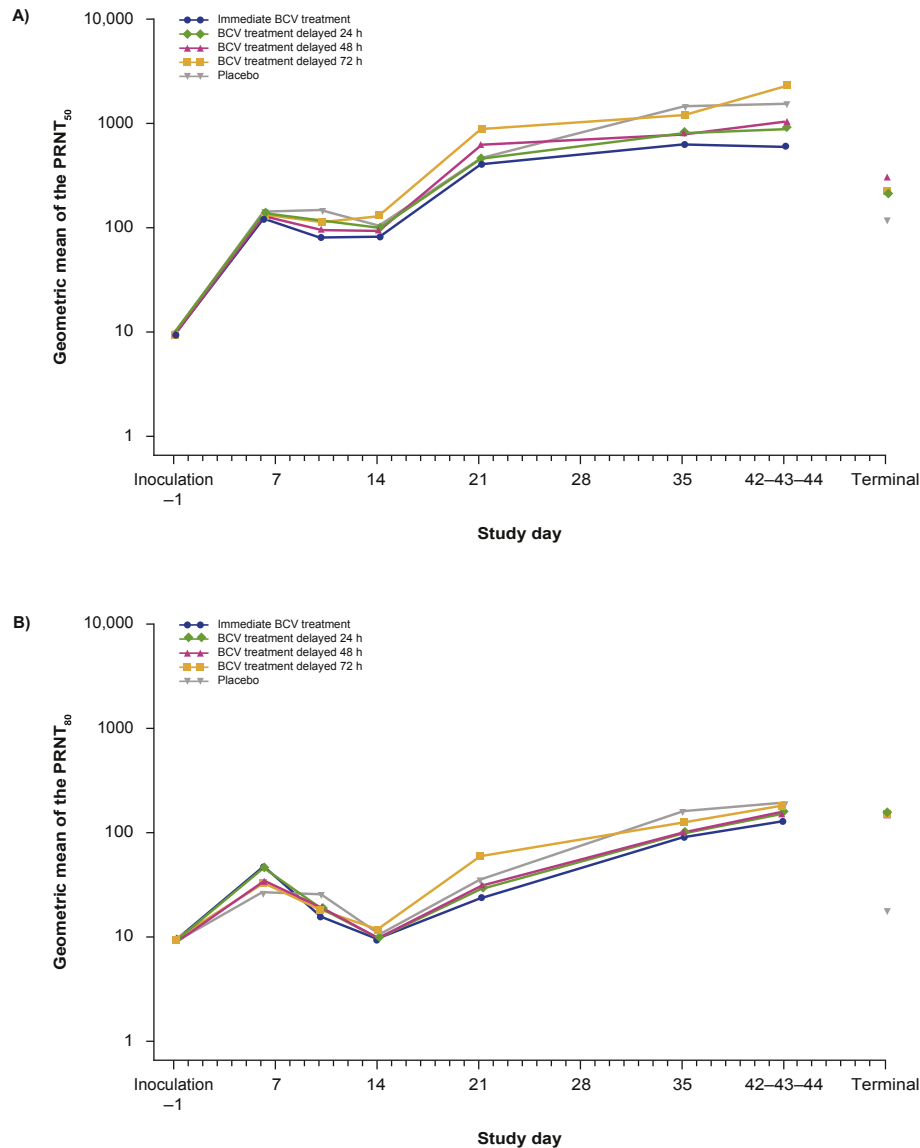 A)
Immediate BCV treatment
BCV treatment delayed 24 h
BCV treatment delayed 48 h
BCV treatment delayed 72 h
Placebo
Geometric mean of the PRNT50
10,000
1000
100
10
1
Inoculation 7 14 21 28 35 42–43–44 Terminal
–1
Study day
B)
Immediate BCV treatment
BCV treatment delayed 24 h
BCV treatment delayed 48 h
BCV treatment delayed 72 h
Placebo
Geometric mean of the PRNT80
10,000
1000
100
10
1
Inoculation 7 14 21 28 35 42–43–44 Terminal
–1
Study day